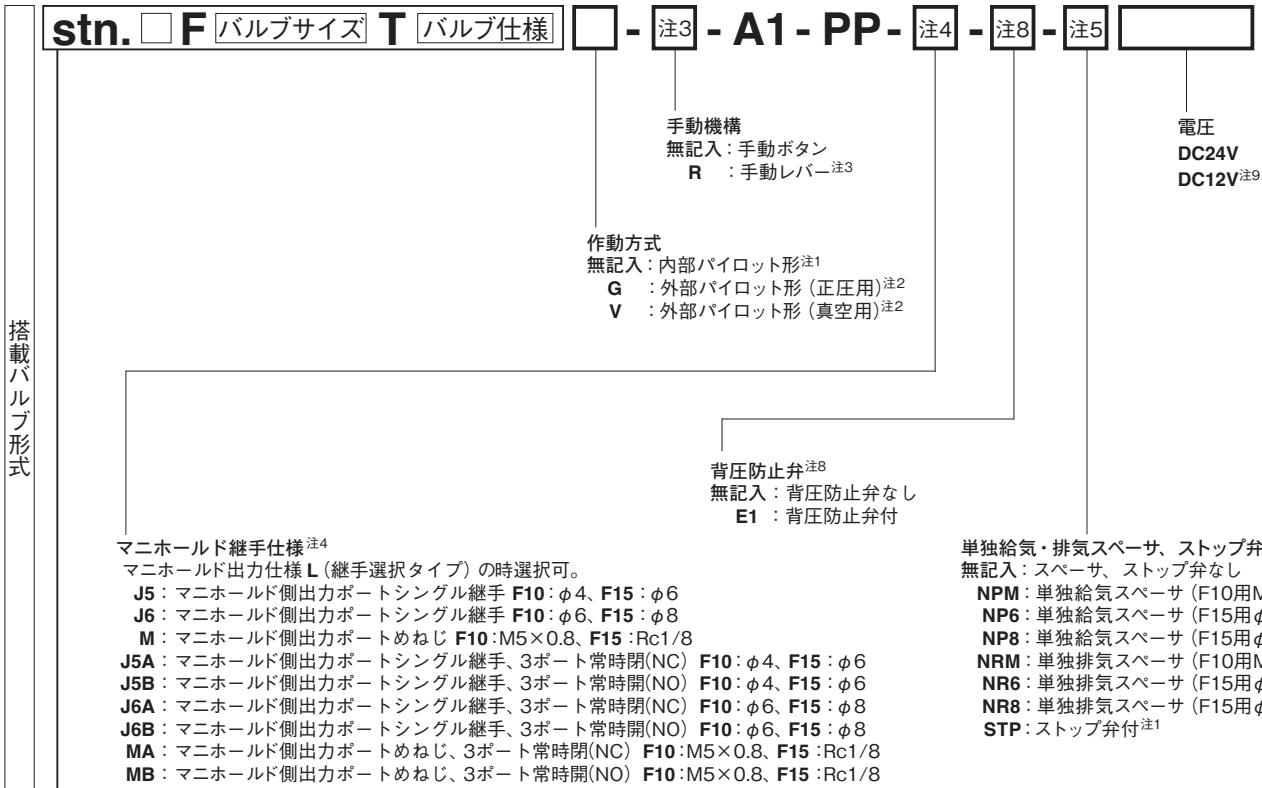 stn. □ F バルブサイズ T バルブ仕様 □ - 注3 - A1 - PP - 注4 - 注8 - 注5
手動機構
無記入：手動ボタン
R ：手動レバー注3
電圧
DC24V
DC12V注9
作動方式
無記入：内部パイロット形注1
G ：外部パイロット形（正圧用）注2
V ：外部パイロット形（真空用）注2
搭載バルブ形式
背圧防止弁注8
無記入：背圧防止弁なし
E1 ：背圧防止弁付
マニホールド継手仕様注4
マニホールド出力仕様 L（継手選択タイプ）の時選択可。
J5：マニホールド側出力ポートシングル継手 F10：φ4、F15：φ6
J6：マニホールド側出力ポートシングル継手 F10：φ6、F15：φ8
M：マニホールド側出力ポートめねじ F10：M5×0.8、F15：Rc1/8
J5A：マニホールド側出力ポートシングル継手、3ポート常時閉(NC) F10：φ4、F15：φ6
J5B：マニホールド側出力ポートシングル継手、3ポート常時開(NO) F10：φ4、F15：φ6
J6A：マニホールド側出力ポートシングル継手、3ポート常時閉(NC) F10：φ6、F15：φ8
J6B：マニホールド側出力ポートシングル継手、3ポート常時開(NO) F10：φ6、F15：φ8
MA：マニホールド側出力ポートめねじ、3ポート常時閉(NC) F10：M5×0.8、F15：Rc1/8
MB：マニホールド側出力ポートめねじ、3ポート常時開(NO) F10：M5×0.8、F15：Rc1/8
単独給気・排気スペーサ、ストップ弁
無記入：スペーサ、ストップ弁なし
NPM：単独給気スペーサ（F10用M
NP6：単独給気スペーサ（F15用φ
NP8：単独給気スペーサ（F15用φ
NRM：単独排気スペーサ（F10用M
NR6：単独排気スペーサ（F15用φ
NR8：単独排気スペーサ（F15用φ
STP：ストップ弁付注1